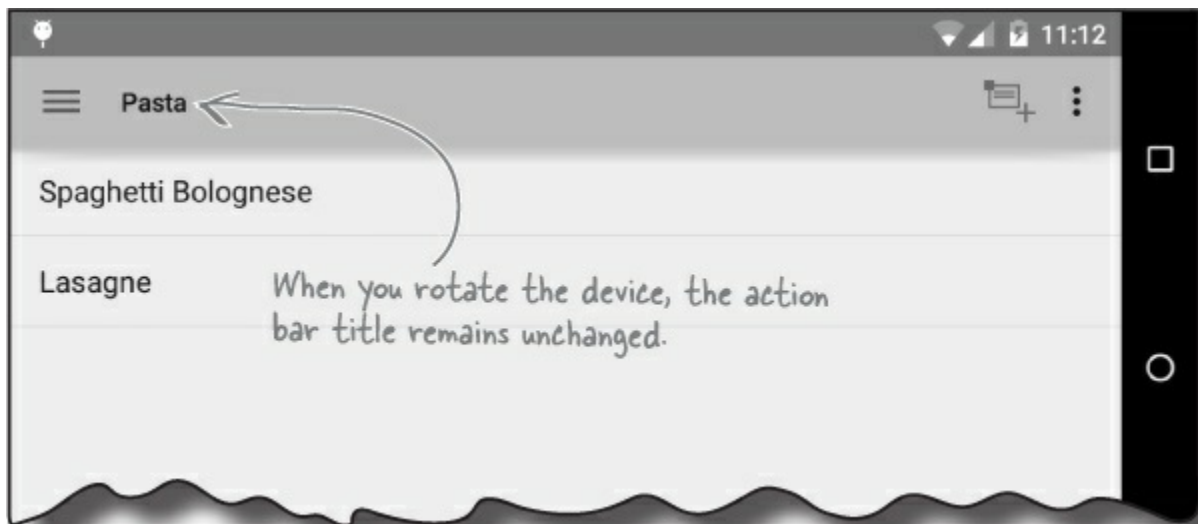 11:12
Pasta
Spaghetti Bolognese
Lasagne
When you rotate the device, the action
bar title remains unchanged.